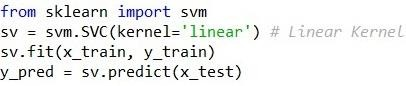 from sklearn import svm
sv = svm.SVC(kernel='linear') # Linear Kernel
sv.fit(x_train, y_train)
y_pred = sv.predict(x_test)